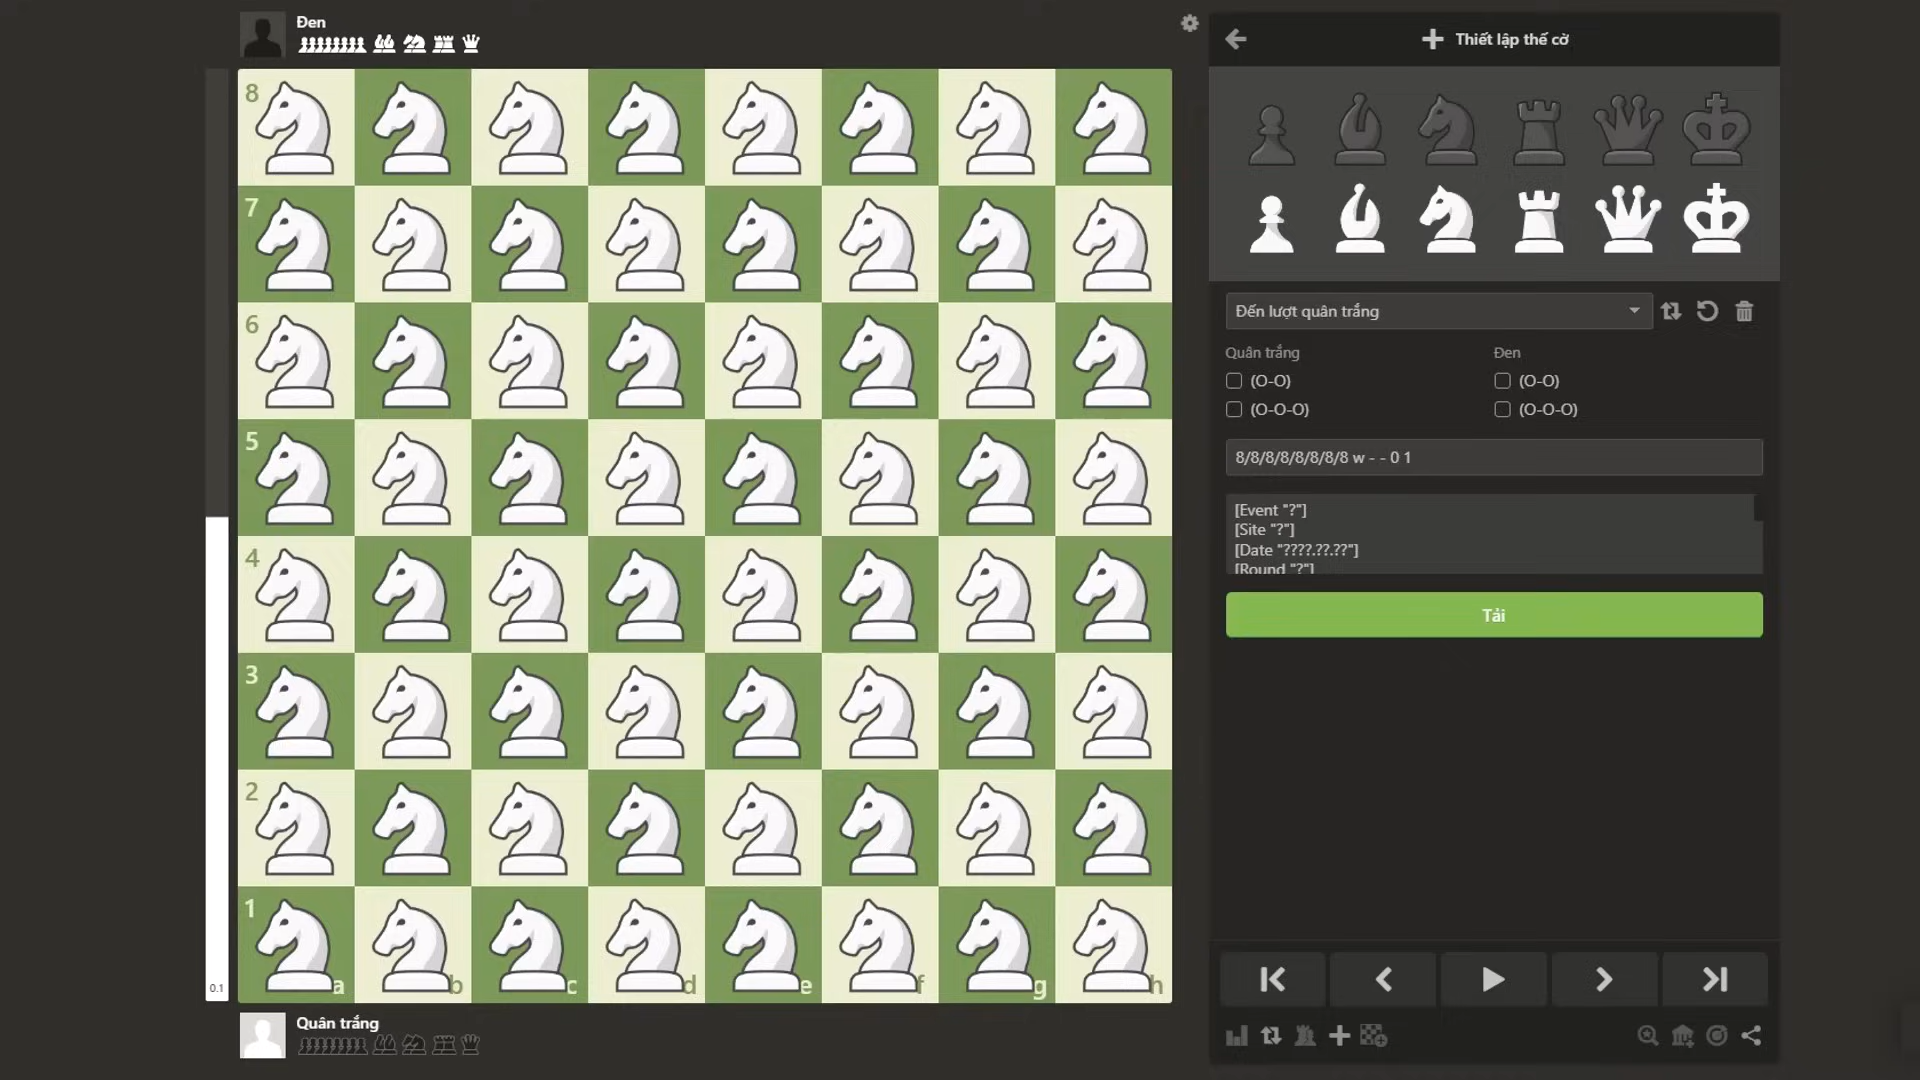 Đen
8
7
6
5
4
3
2
1
a b c d e f g h
0.1
Quân trắng
Thiết lập thế cờ
Đến lượt quân trắng
Quân trắng Đen
(O-O) (O-O)
(O-O-O) (O-O-O)
8/8/8/8/8/8/8/8 w - - 0 1
[Event "?"]
[Site "?"]
[Date "????.??.??"]
[Round "?"]
Tải